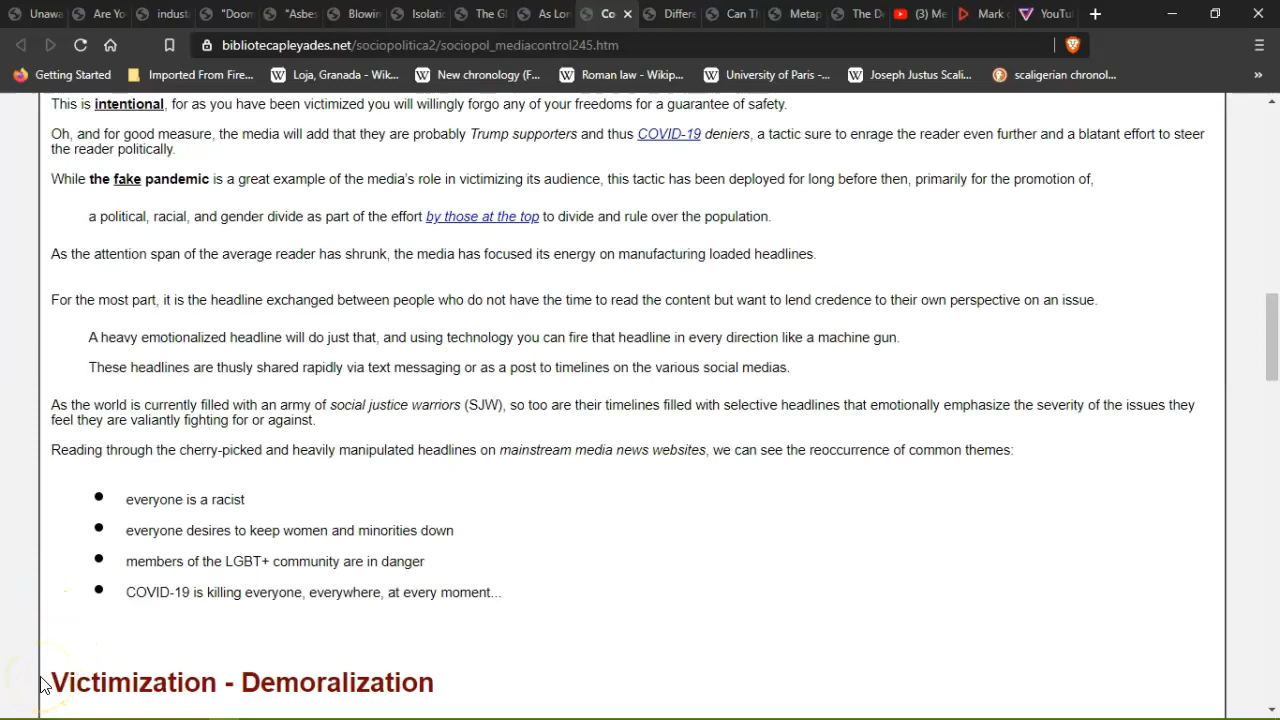 Unawa
Are Yo
indust
"Doom
"Asbes
Blowin
Isolatic
The Gl
As Lon
Co
Differe
Can Th
Metap
The De
(3) Me
Mark c
YouTu
bibliotecapleyades.net/sociopolitica2/sociopol_mediacontrol245.htm
Getting Started
Imported From Fire...
Loja, Granada - Wik...
New chronology (F...
Roman law - Wikip...
University of Paris -...
Joseph Justus Scali...
scaligerian chronol...
This is intentional, for as you have been victimized you will willingly forgo any of your freedoms for a guarantee of safety.
Oh, and for good measure, the media will add that they are probably Trump supporters and thus COVID-19 deniers, a tactic sure to enrage the reader even further and a blatant effort to steer
the reader politically.
While the fake pandemic is a great example of the media's role in victimizing its audience, this tactic has been deployed for long before then, primarily for the promotion of,
a political, racial, and gender divide as part of the effort by those at the top to divide and rule over the population.
As the attention span of the average reader has shrunk, the media has focused its energy on manufacturing loaded headlines.
For the most part, it is the headline exchanged between people who do not have the time to read the content but want to lend credence to their own perspective on an issue.
A heavy emotionalized headline will do just that, and using technology you can fire that headline in every direction like a machine gun.
These headlines are thusly shared rapidly via text messaging or as a post to timelines on the various social medias.
As the world is currently filled with an army of social justice warriors (SJW), so too are their timelines filled with selective headlines that emotionally emphasize the severity of the issues they
feel they are valiantly fighting for or against.
Reading through the cherry-picked and heavily manipulated headlines on mainstream media news websites, we can see the reoccurrence of common themes:
everyone is a racist
everyone desires to keep women and minorities down
members of the LGBT+ community are in danger
COVID-19 is killing everyone, everywhere, at every moment...
Victimization - Demoralization